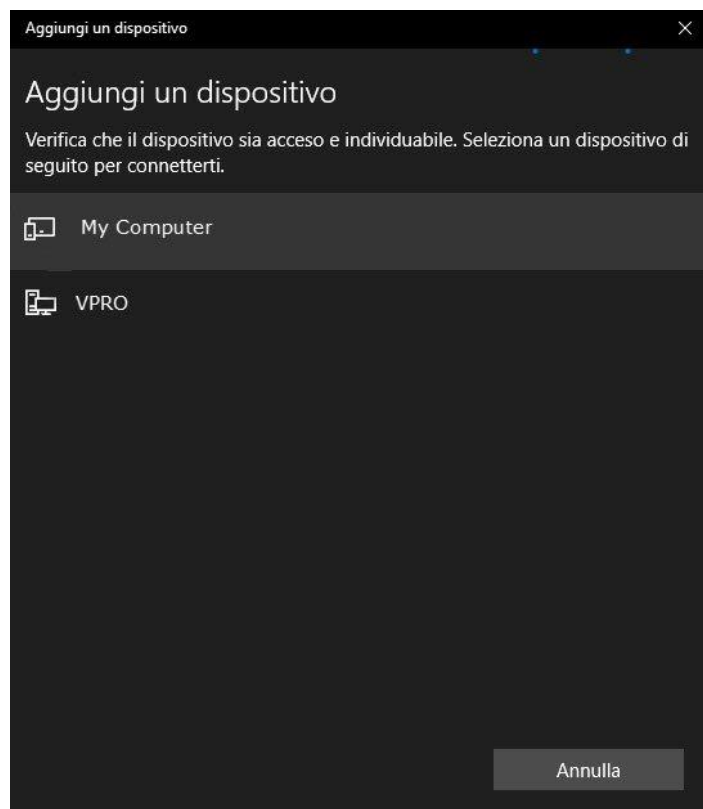 Aggiungi un dispositivo
Aggiungi un dispositivo
Verifica che il dispositivo sia acceso e individuabile. Seleziona un dispositivo di
seguito per connetterti.
My Computer
VPRO
Annulla